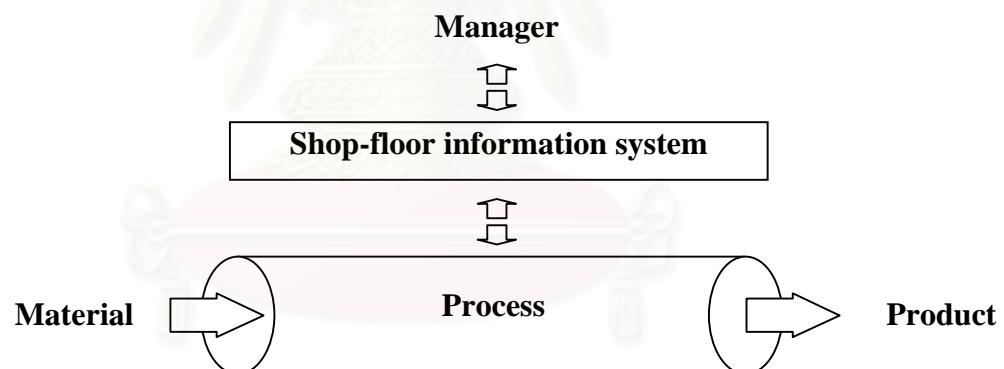 Manager
Shop-floor information system
Process
Material
Product